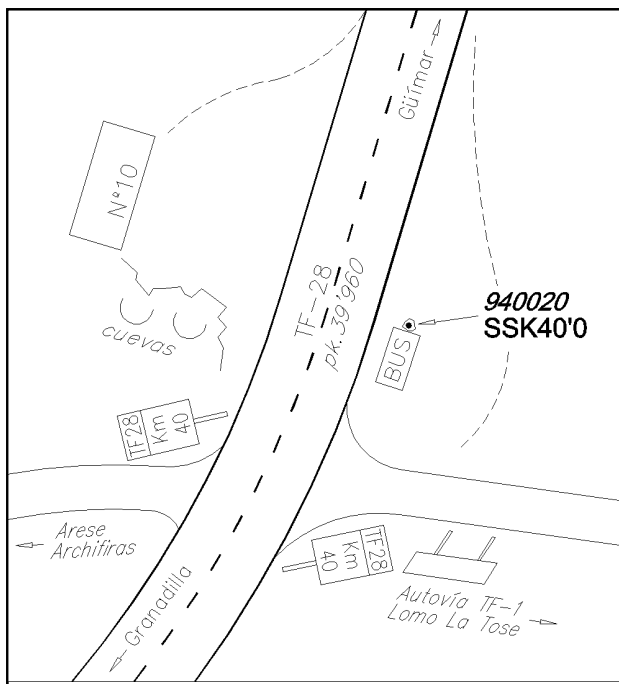 Güímar
Nº10
TF-28
pk.39'960
940020
SSK40'0
cuevas
BUS
TF28
Km
40
Arese
Archifiras
TF28
Km
40
Granadilla
Autovía TF-1
Lomo La Tose